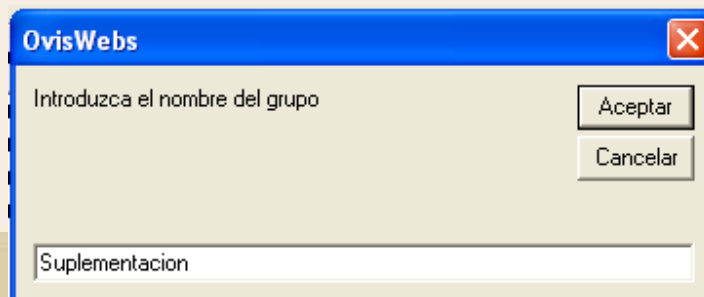 OvisWebs
Introduzca el nombre del grupo
Aceptar
Cancelar
Suplementacion